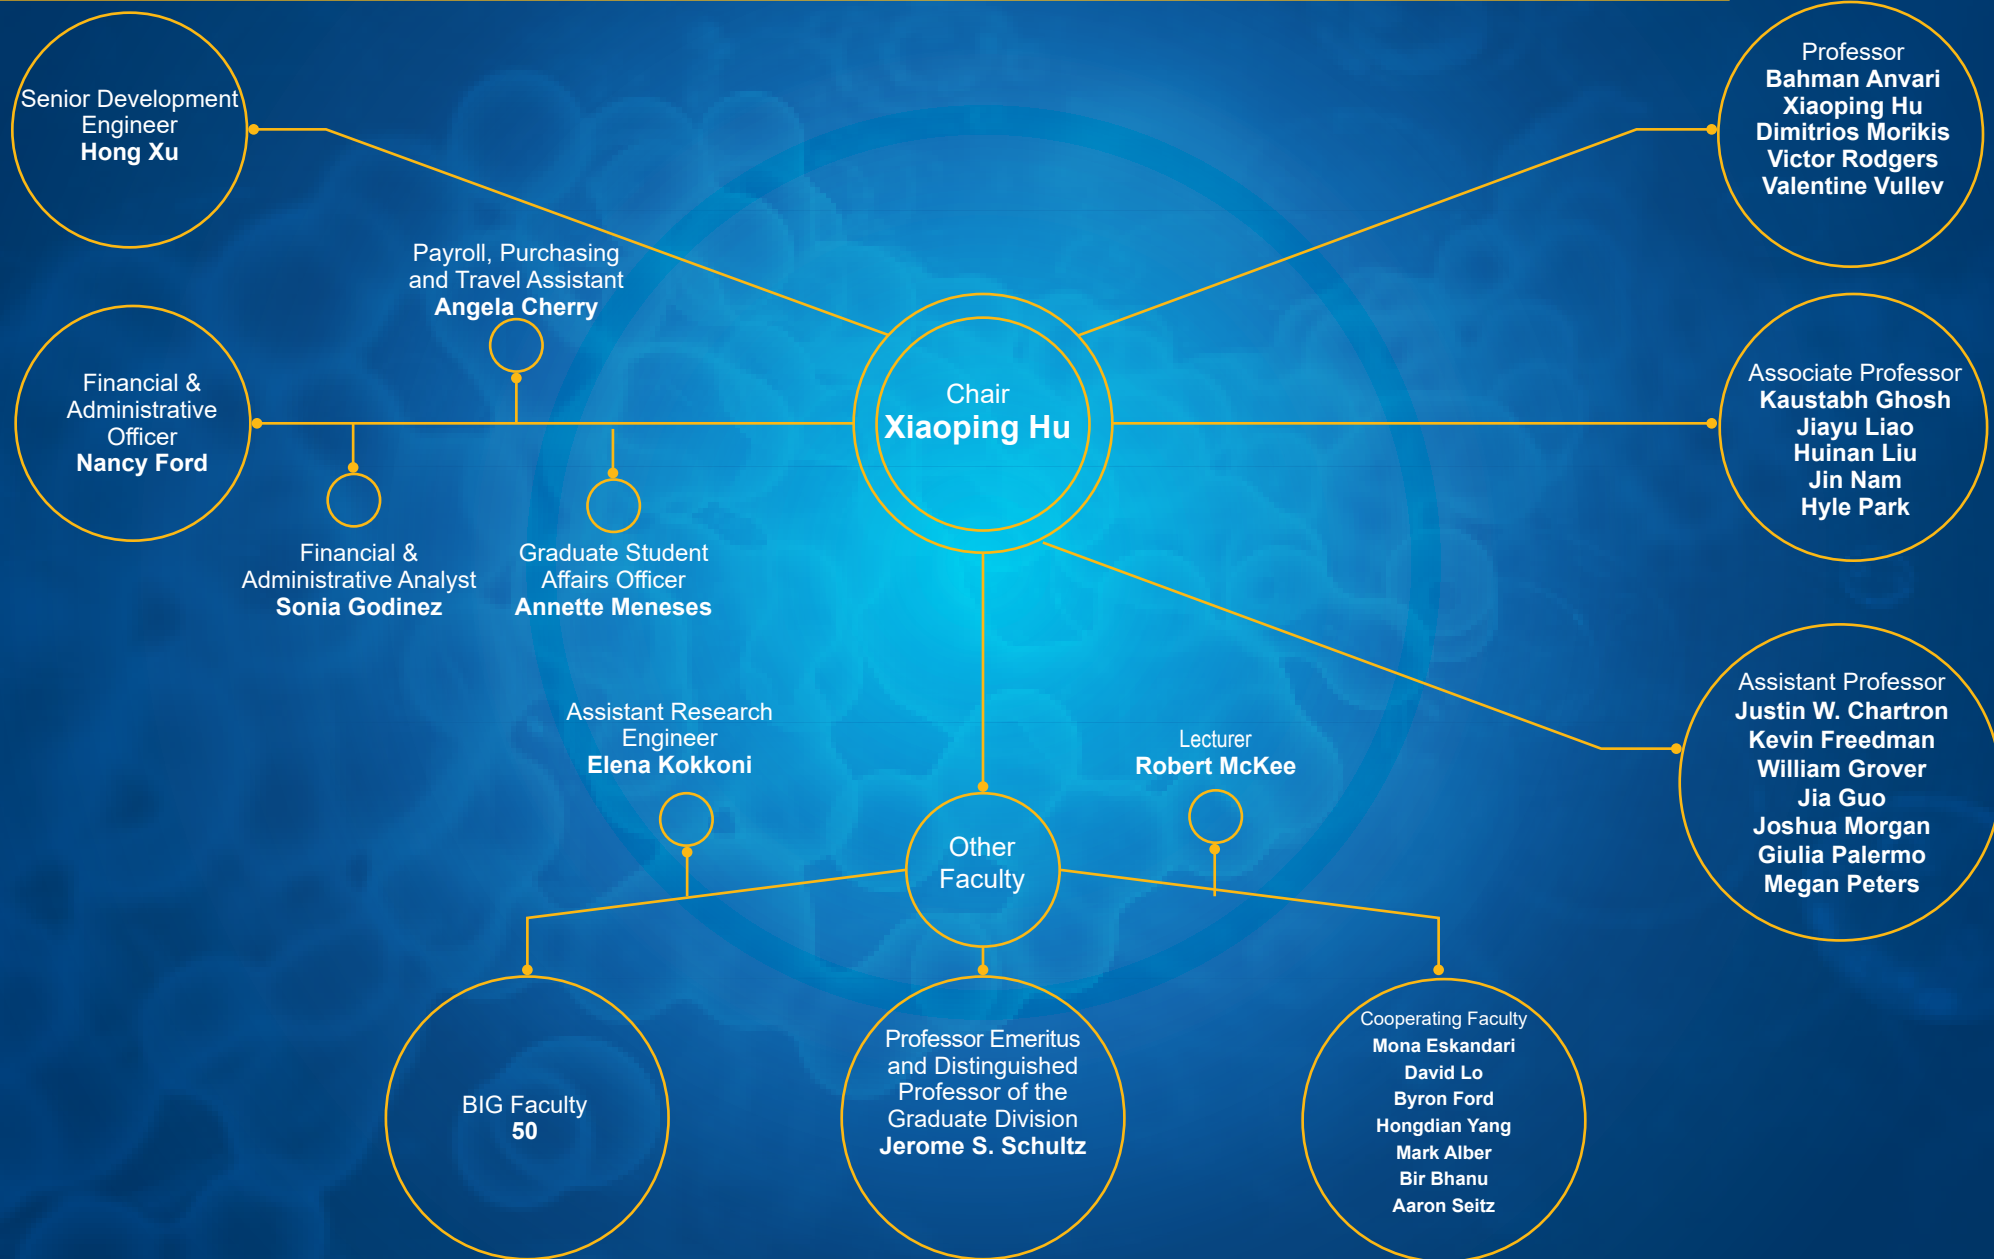 Senior Development
Engineer
Hong Xu
Professor
Bahman Anvari
Xiaoping Hu
Dimitrios Morikis
Victor Rodgers
Valentine Vullev
Payroll, Purchasing
and Travel Assistant
Angela Cherry
Financial &
Administrative
Officer
Nancy Ford
Chair
Xiaoping Hu
Associate Professor
Kaustabh Ghosh
Jiayu Liao
Huinan Liu
Jin Nam
Hyle Park
Financial &
Administrative Analyst
Sonia Godinez
Graduate Student
Affairs Officer
Annette Meneses
Assistant Professor
Justin W. Chartron
Kevin Freedman
William Grover
Jia Guo
Joshua Morgan
Giulia Palermo
Megan Peters
Assistant Research
Engineer
Elena Kokkoni
Lecturer
Robert McKee
Other
Faculty
BIG Faculty
50
Professor Emeritus
and Distinguished
Professor of the
Graduate Division
Jerome S. Schultz
Cooperating Faculty
Mona Eskandari
David Lo
Byron Ford
Hongdian Yang
Mark Alber
Bir Bhanu
Aaron Seitz